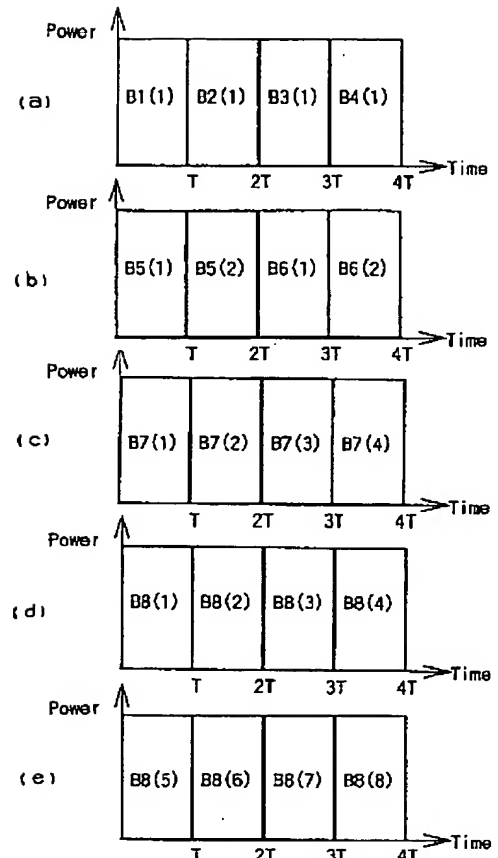 Power
(a)
B1(1) B2(1) B3(1) B4(1)
Time
T 2T 3T 4T
Power
(b)
B5(1) B5(2) B6(1) B6(2)
Time
T 2T 3T 4T
Power
(c)
B7(1) B7(2) B7(3) B7(4)
Time
T 2T 3T 4T
Power
(d)
B8(1) B8(2) B8(3) B8(4)
Time
T 2T 3T 4T
Power
(e)
B8(5) B8(6) B8(7) B8(8)
Time
T 2T 3T 4T